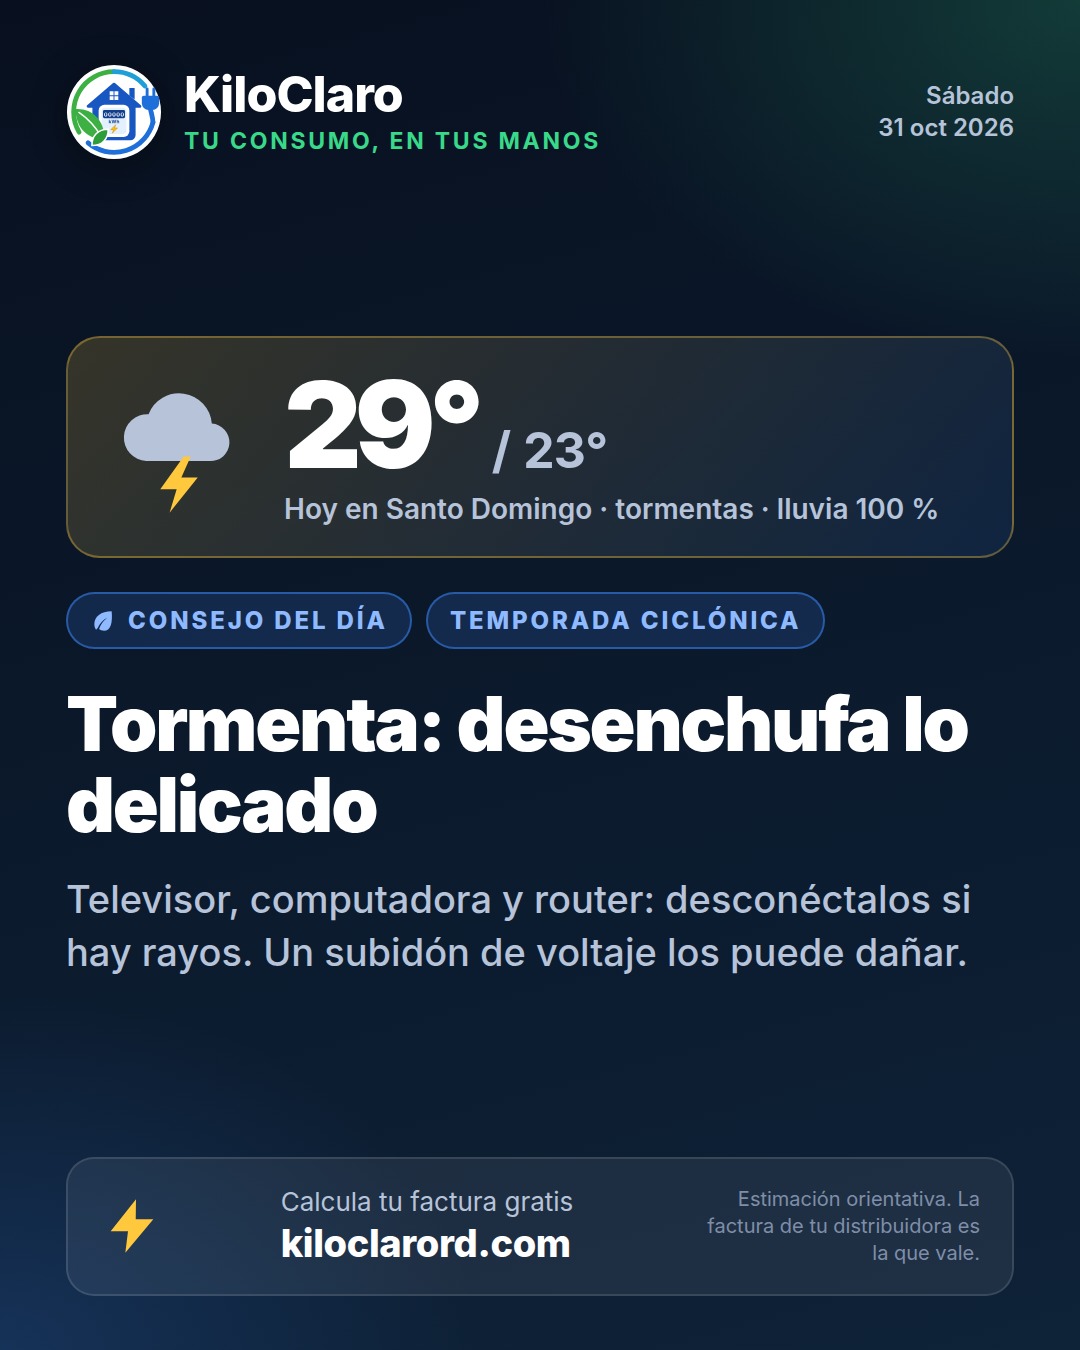 KiloClaro
TU CONSUMO, EN TUS MANOS
Sábado
31 oct 2026
29° / 23°
Hoy en Santo Domingo · tormentas · lluvia 100 %
CONSEJO DEL DÍA
TEMPORADA CICLÓNICA
Tormenta: desenchufa lo
delicado
Televisor, computadora y router: desconéctalos si
hay rayos. Un subidón de voltaje los puede dañar.
Calcula tu factura gratis
kiloclarord.com
Estimación orientativa. La
factura de tu distribuidora es
la que vale.